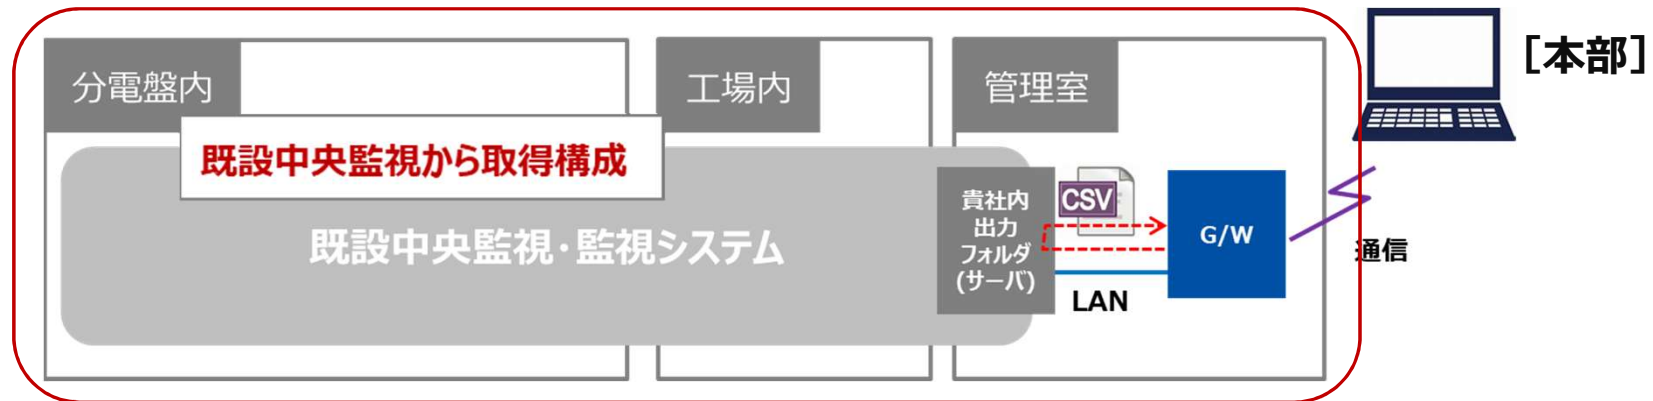 分電盤内
工場内
管理室
［本部］
既設中央監視から取得構成
既設中央監視・監視システム
貴社内
出力
フォルダ
(サーバ)
CSV
G/W
LAN
通信